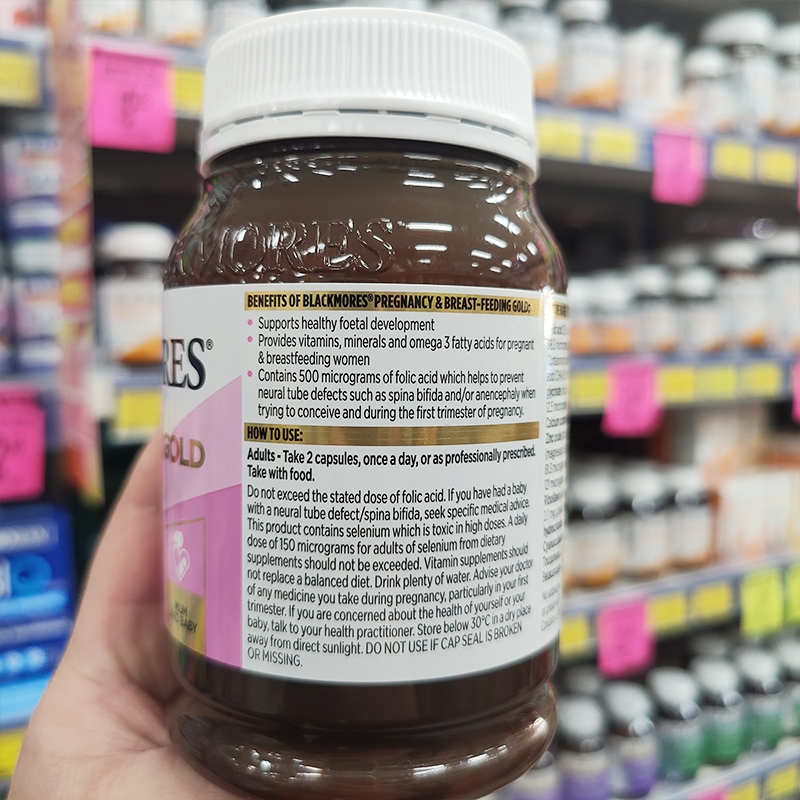 MORES
RES®
GOLD
BENEFITS OF BLACKMORES® PREGNANCY & BREAST-FEEDING GOLD:
• Supports healthy foetal development
• Provides vitamins, minerals and omega 3 fatty acids for pregnant
& breastfeeding women
• Contains 500 micrograms of folic acid which helps to prevent
neural tube defects such as spina bifida and/or anencephaly when
trying to conceive and during the first trimester of pregnancy.
HOW TO USE:
Adults - Take 2 capsules, once a day, or as professionally prescribed.
Take with food.
Do not exceed the stated dose of folic acid. If you have had a baby
with a neural tube defect/spina bifida, seek specific medical advice.
This product contains selenium which is toxic in high doses. A daily
dose of 150 micrograms for adults of selenium from dietary
supplements should not be exceeded. Vitamin supplements should
not replace a balanced diet. Drink plenty of water. Advise your doctor
of any medicine you take during pregnancy, particularly in your first
trimester. If you are concerned about the health of yourself or your
baby, talk to your health practitioner. Store below 30°C in a dry place
away from direct sunlight. DO NOT USE IF CAP SEAL IS BROKEN
OR MISSING.
MUM
BABY